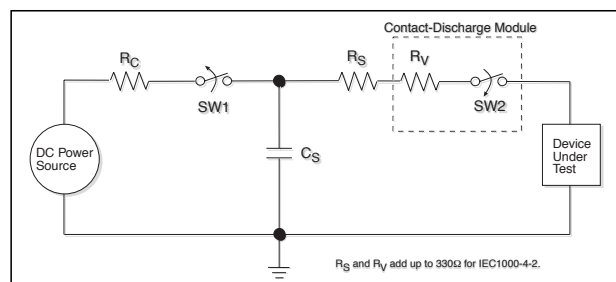 Contact-Discharge Module
RC
RS
RV
SW1
SW2
DC Power
Source
CS
Device
Under
Test
RS and RV add up to 330Ω for IEC1000-4-2.